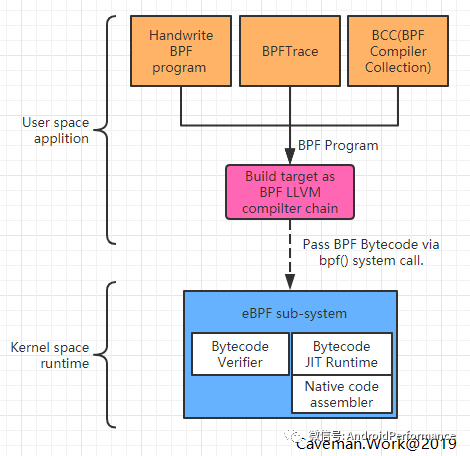 Handwrite
BPF
program
BPFTrace
BCC(BPF
Compiler
Collection)
User space
applition
BPF Program
Build target as
BPF LLVM
compilter chain
Pass BPF Bytecode via
bpf() system call.
eBPF sub-system
Kernel space
runtime
Bytecode
Verifier
Bytecode
JIT Runtime
Native code
assembler
微信号: AndroidPerformance
Caveman.Work@2019